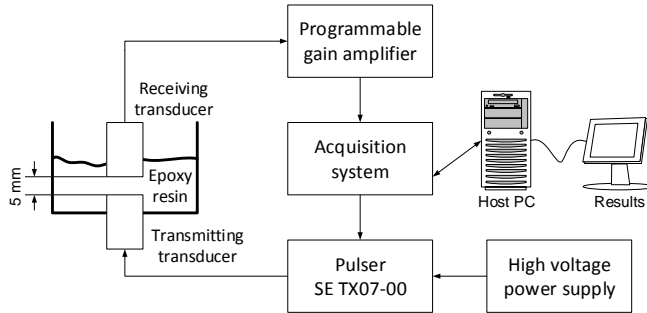 Programmable
gain amplifier
Receiving
transducer
Acquisition
system
Epoxy
resin
5 mm
Host PC
Results
Transmitting
transducer
Pulser
SE TX07-00
High voltage
power supply